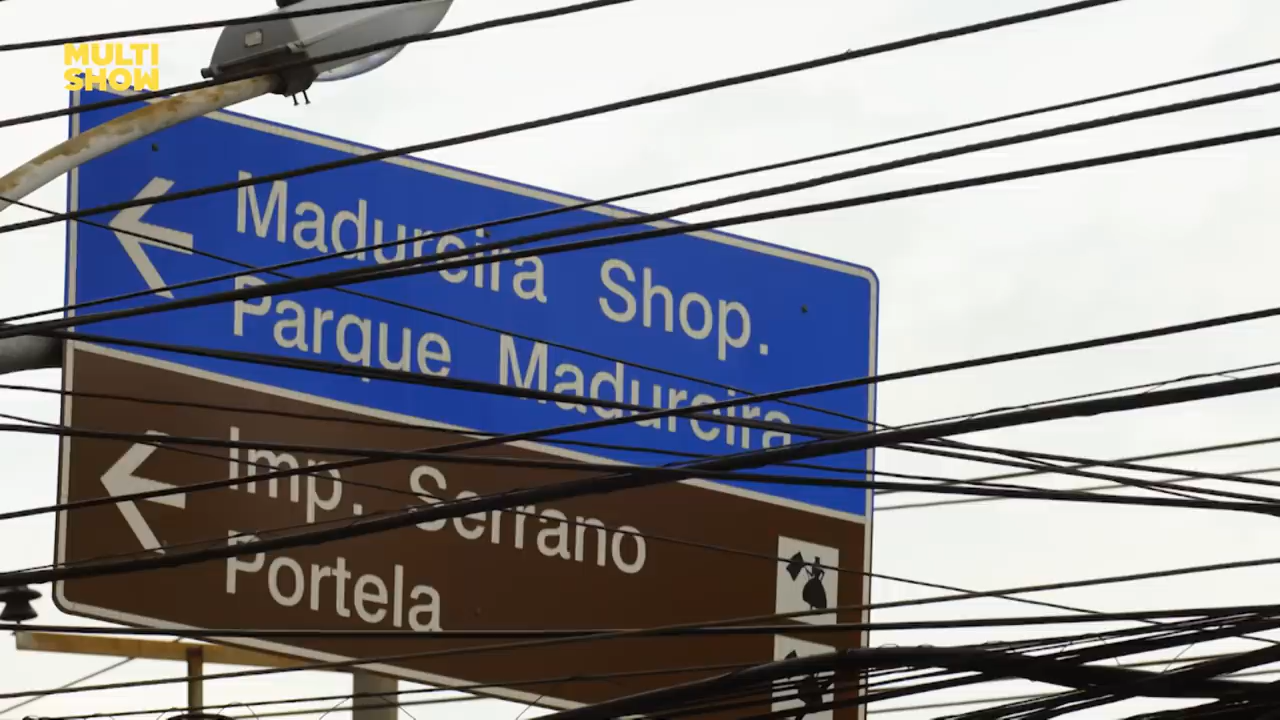 MULTI
SHOW
Madureira Shop.
Parque Madureira
Imp. Serrano
Portela